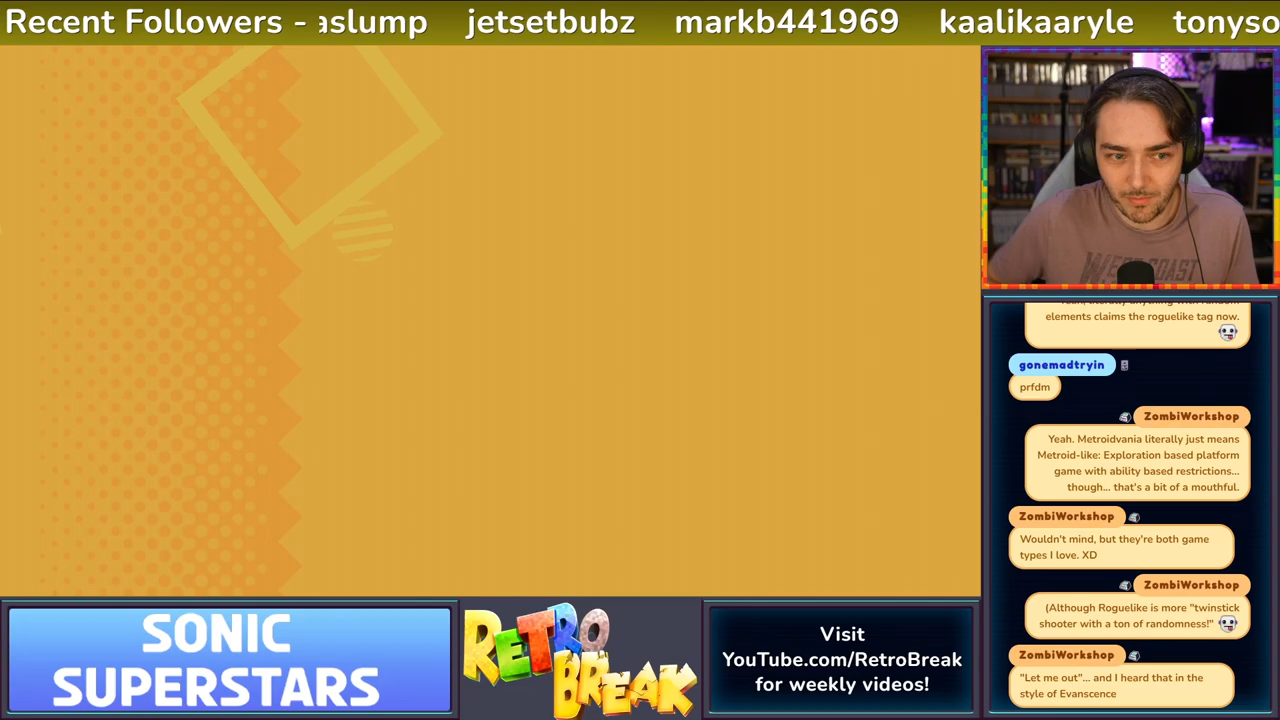 Recent Followers - aslump jetsetbubz markb441969 kaalikaaryle tonyso
WEST COAST
elements claims the roguelike tag now.
gonemadtryin
prfdm
ZombiWorkshop
Yeah. Metroidvania literally just means
Metroid-like: Exploration based platform
game with ability based restrictions...
though... that's a bit of a mouthful.
ZombiWorkshop
Wouldn't mind, but they're both game
types I love. XD
ZombiWorkshop
(Although Roguelike is more "twinstick
shooter with a ton of randomness!"
ZombiWorkshop
"Let me out"... and I heard that in the
style of Evanscence
SONIC
SUPERSTARS
RETRO
BREAK
Visit
YouTube.com/RetroBreak
for weekly videos!